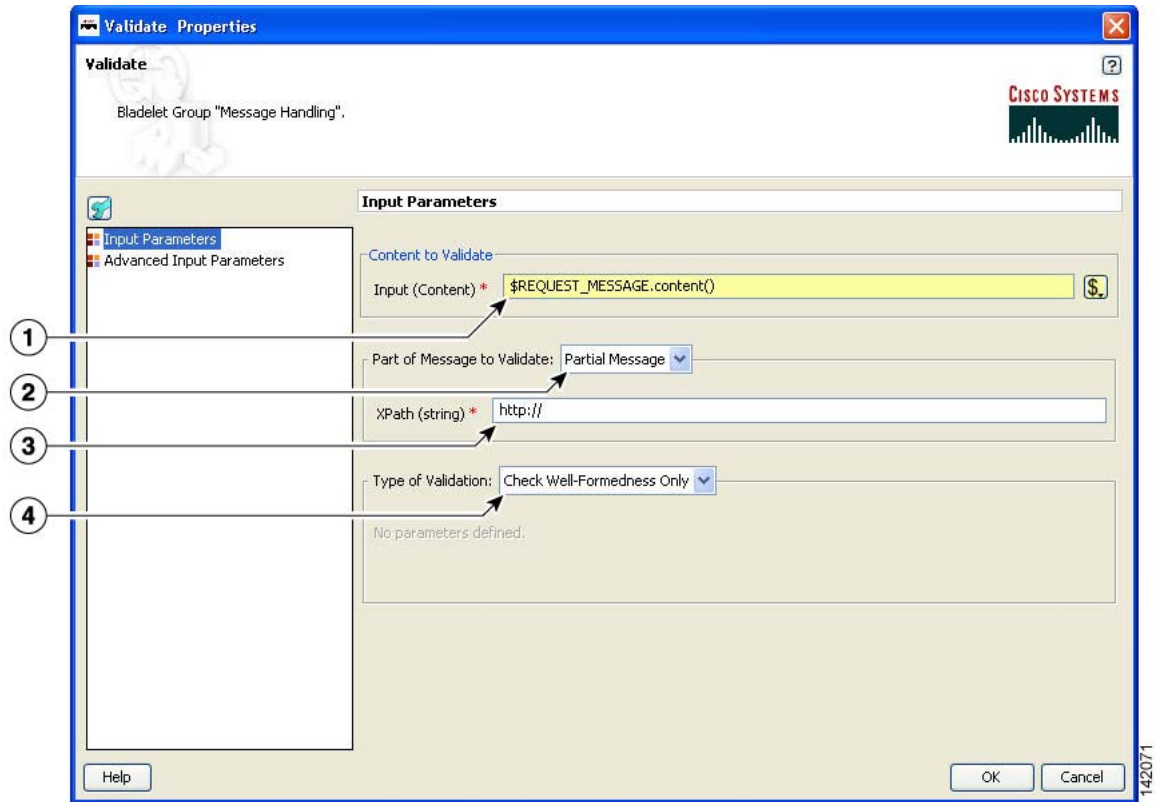 Validate Properties
Validate
?
Bladelet Group "Message Handling".
CISCO SYSTEMS
Input Parameters
Input Parameters
Advanced Input Parameters
Content to Validate
Input (Content) * $REQUEST_MESSAGE.content() $
1
Part of Message to Validate: Partial Message
2
XPath (string) * http://
3
Type of Validation: Check Well-Formedness Only
4
No parameters defined.
Help
OK
Cancel
142071